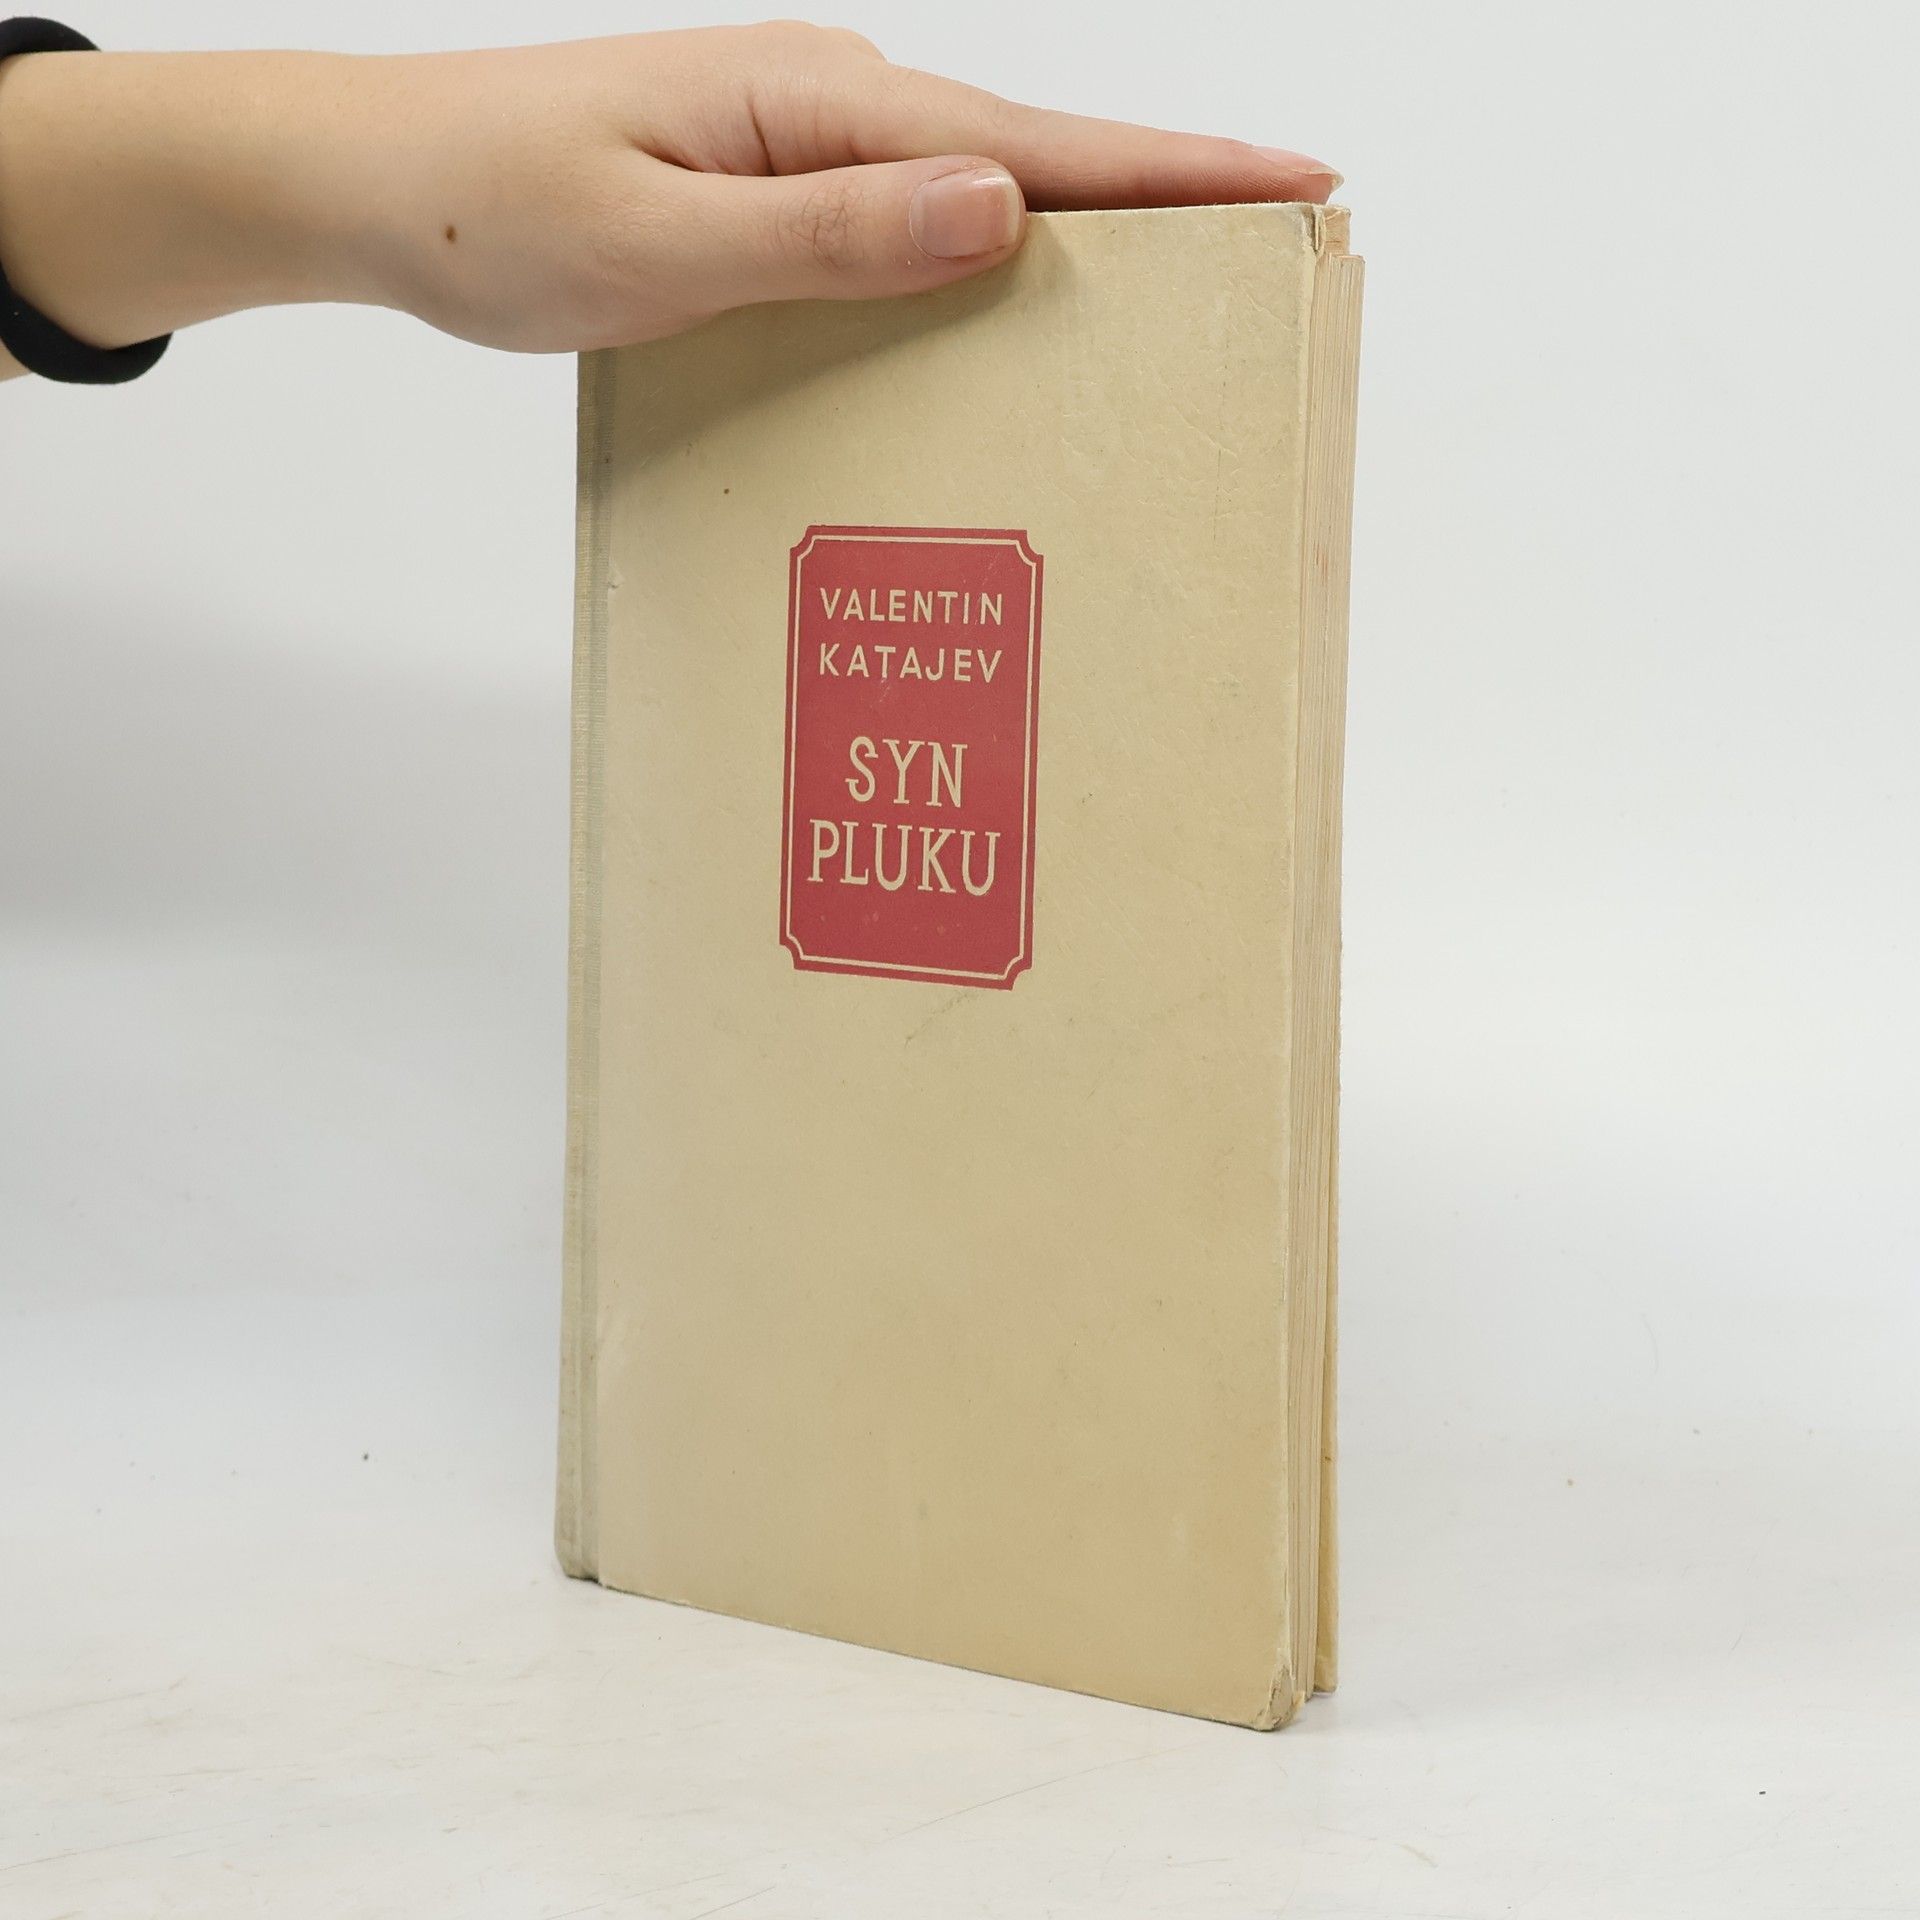 VALENTIN
KATAJEV
SYN
PLUKU